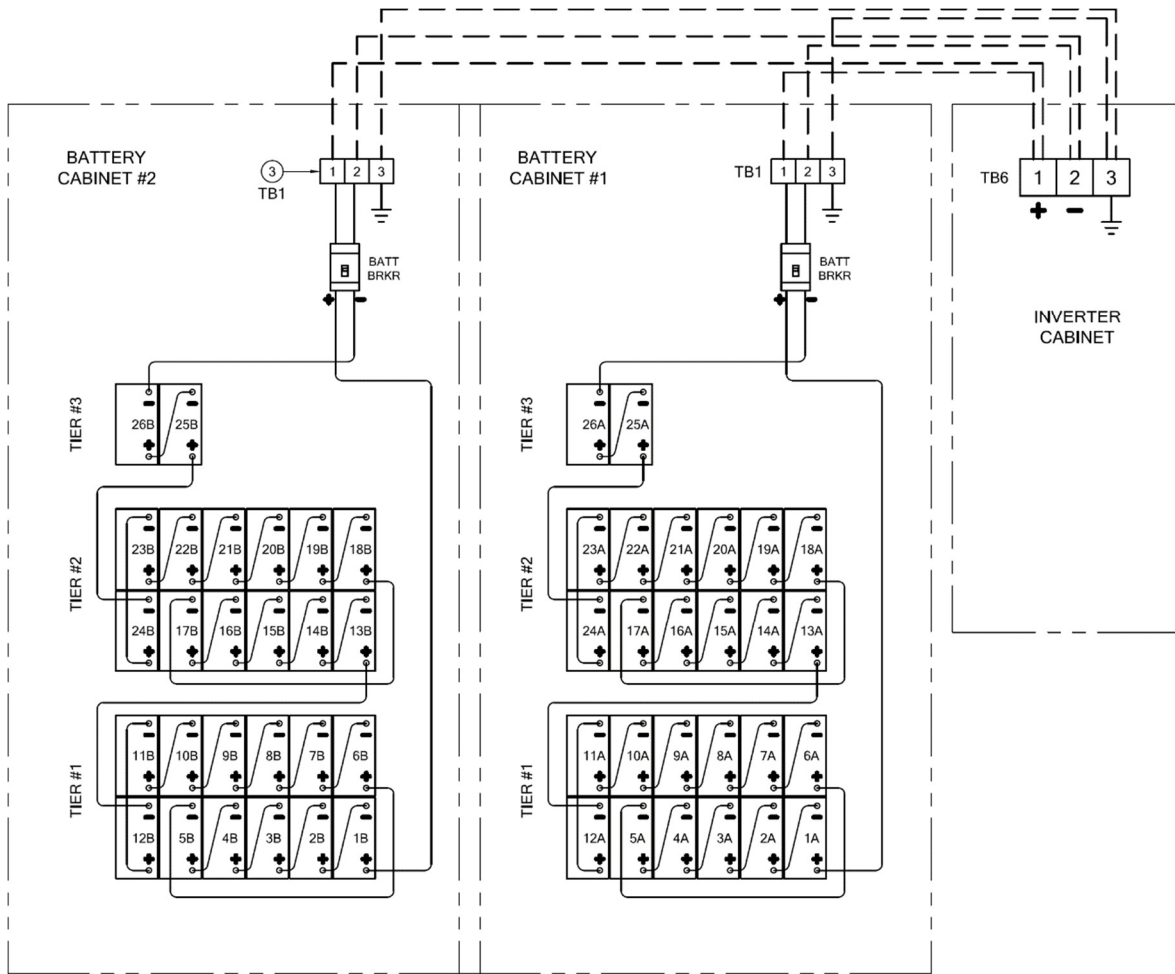 BATTERY
CABINET #2
3
TB1
1 2 3
BATT
BRKR
+ −
TIER #3
− −
26B 25B
+ +
TIER #2
− − − − − −
23B 22B 21B 20B 19B 18B
+ + + + + +
− − − − − −
24B 17B 16B 15B 14B 13B
+ + + + + +
TIER #1
− − − − − −
11B 10B 9B 8B 7B 6B
+ + + + + +
− − − − − −
12B 5B 4B 3B 2B 1B
+ + + + + +
BATTERY
CABINET #1
TB1 1 2 3
BATT
BRKR
+ −
TIER #3
− −
26A 25A
+ +
TIER #2
− − − − − −
23A 22A 21A 20A 19A 18A
+ + + + + +
− − − − − −
24A 17A 16A 15A 14A 13A
+ + + + + +
TIER #1
− − − − − −
11A 10A 9A 8A 7A 6A
+ + + + + +
− − − − − −
12A 5A 4A 3A 2A 1A
+ + + + + +
TB6 1 2 3
+ −
INVERTER
CABINET